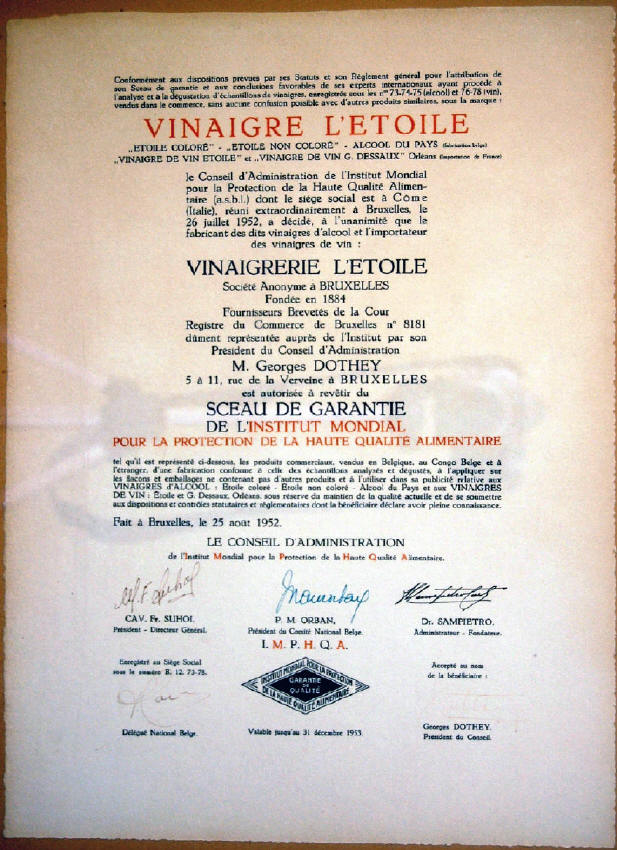 Conformément aux dispositions prévues par ses Statuts et son Règlement général pour l'attribution de
son Sceau de garantie et aux conclusions favorables de ses experts internationaux ayant procédé à
l'analyse et à la dégustation d'échantillons de vinaigres, enregistrés sous les nos 73-74-75 (alcool) et 76-78 (vin),
vendus dans le commerce, sans aucune confusion possible avec d'autres produits similaires, sous la marque :
VINAIGRE L'ETOILE
„ETOILE COLORÉ" - „ETOILE NON COLORÉ" - ALCOOL DU PAYS (fabrication belge)
„VINAIGRE DE VIN ETOILE" et „VINAIGRE DE VIN G. DESSAUX" Orléans (importation de France)
le Conseil d'Administration de l'Institut Mondial
pour la Protection de la Haute Qualité Alimen-
taire (a.s.b.l.) dont le siège social est à Côme
(Italie), réuni extraordinairement à Bruxelles, le
26 juillet 1952, a décidé, à l'unanimité que le
fabricant des dits vinaigres d'alcool et l'importateur
des vinaigres de vin :
VINAIGRERIE L'ETOILE
Société Anonyme à BRUXELLES
Fondée en 1884
Fournisseurs Brevetés de la Cour
Registre du Commerce de Bruxelles n° 8181
dûment représentée auprès de l'Institut par son
Président du Conseil d'Administration
M. Georges DOTHEY
5 à 11, rue de la Verveine à BRUXELLES
est autorisée à revêtir du
SCEAU DE GARANTIE
DE L'INSTITUT MONDIAL
POUR LA PROTECTION DE LA HAUTE QUALITÉ ALIMENTAIRE
tel qu'il est représenté ci-dessous, les produits commerciaux, vendus en Belgique, au Congo Belge et à
l'étranger, d'une fabrication conforme à celle des échantillons analysés et dégustés, à l'appliquer sur
les flacons et emballages ne contenant pas d'autres produits et à l'utiliser dans sa publicité relative aux
VINAIGRES d'ALCOOL : Etoile coloré - Etoile non coloré - Alcool du Pays et aux VINAIGRES
DE VIN : Étoile et G. Dessaux, Orléans, sous réserve du maintien de la qualité actuelle et de se soumettre
aux dispositions et contrôles statutaires et réglementaires dont la bénéficiaire déclare avoir pleine connaissance.
Fait à Bruxelles, le 25 août 1952.
LE CONSEIL D'ADMINISTRATION
de l'Institut Mondial pour la Protection de la Haute Qualité Alimentaire.
CAV. Fr. SUHOI. P. M. ORBAN, Dr. SAMPIETRO.
Président - Directeur Général. Président du Comité National Belge. Administrateur - Fondateur.
I. M. P. H. Q. A.
Enregistré au Siège Social
sous le numéro B. 12. 73-78.
INSTITUT MONDIAL POUR LA PROTECTION
GARANTIE
DE
QUALITÉ
DE LA HAUTE QUALITÉ ALIMENTAIRE
Accepté au nom
de la bénéficiaire :
Délégué National Belge. Valable jusqu'au 31 décembre 1953.
Georges DOTHEY.
Président du Conseil.